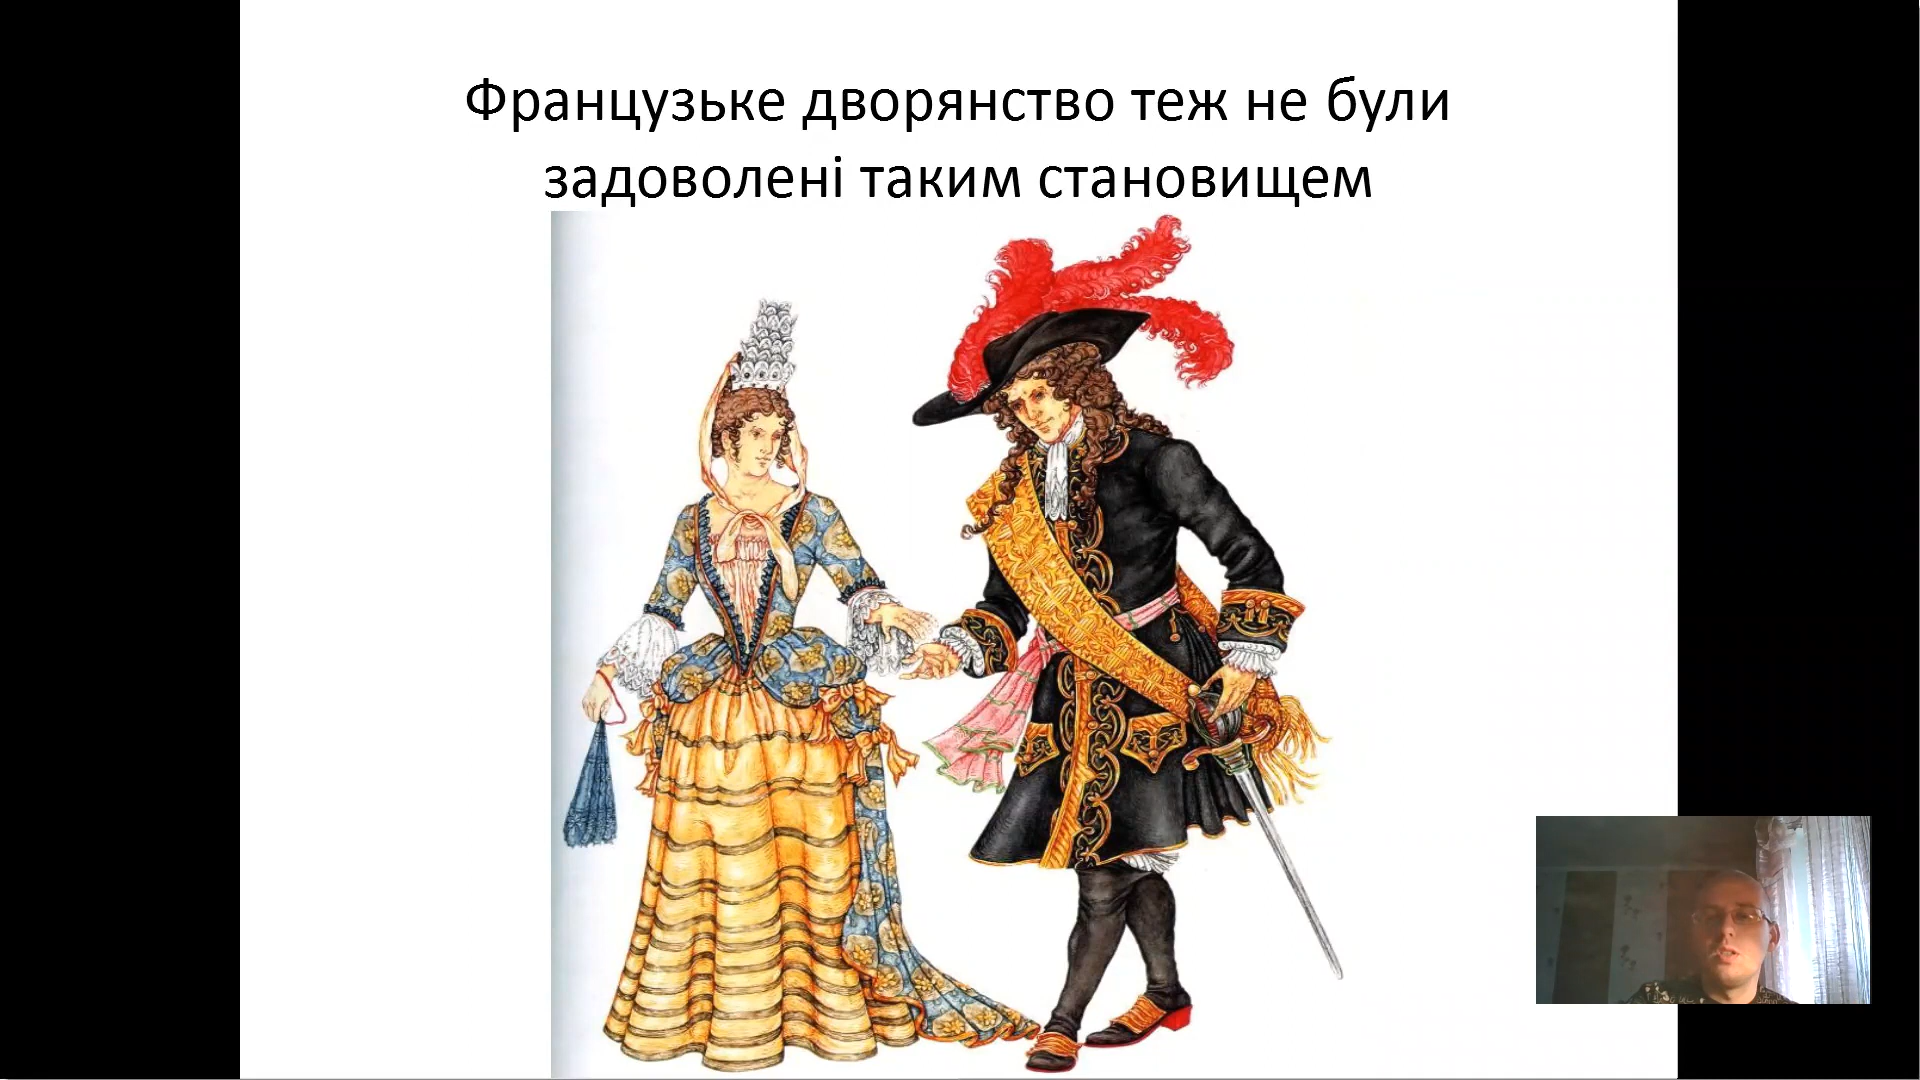 Французьке дворянство теж не були
задоволені таким становищем